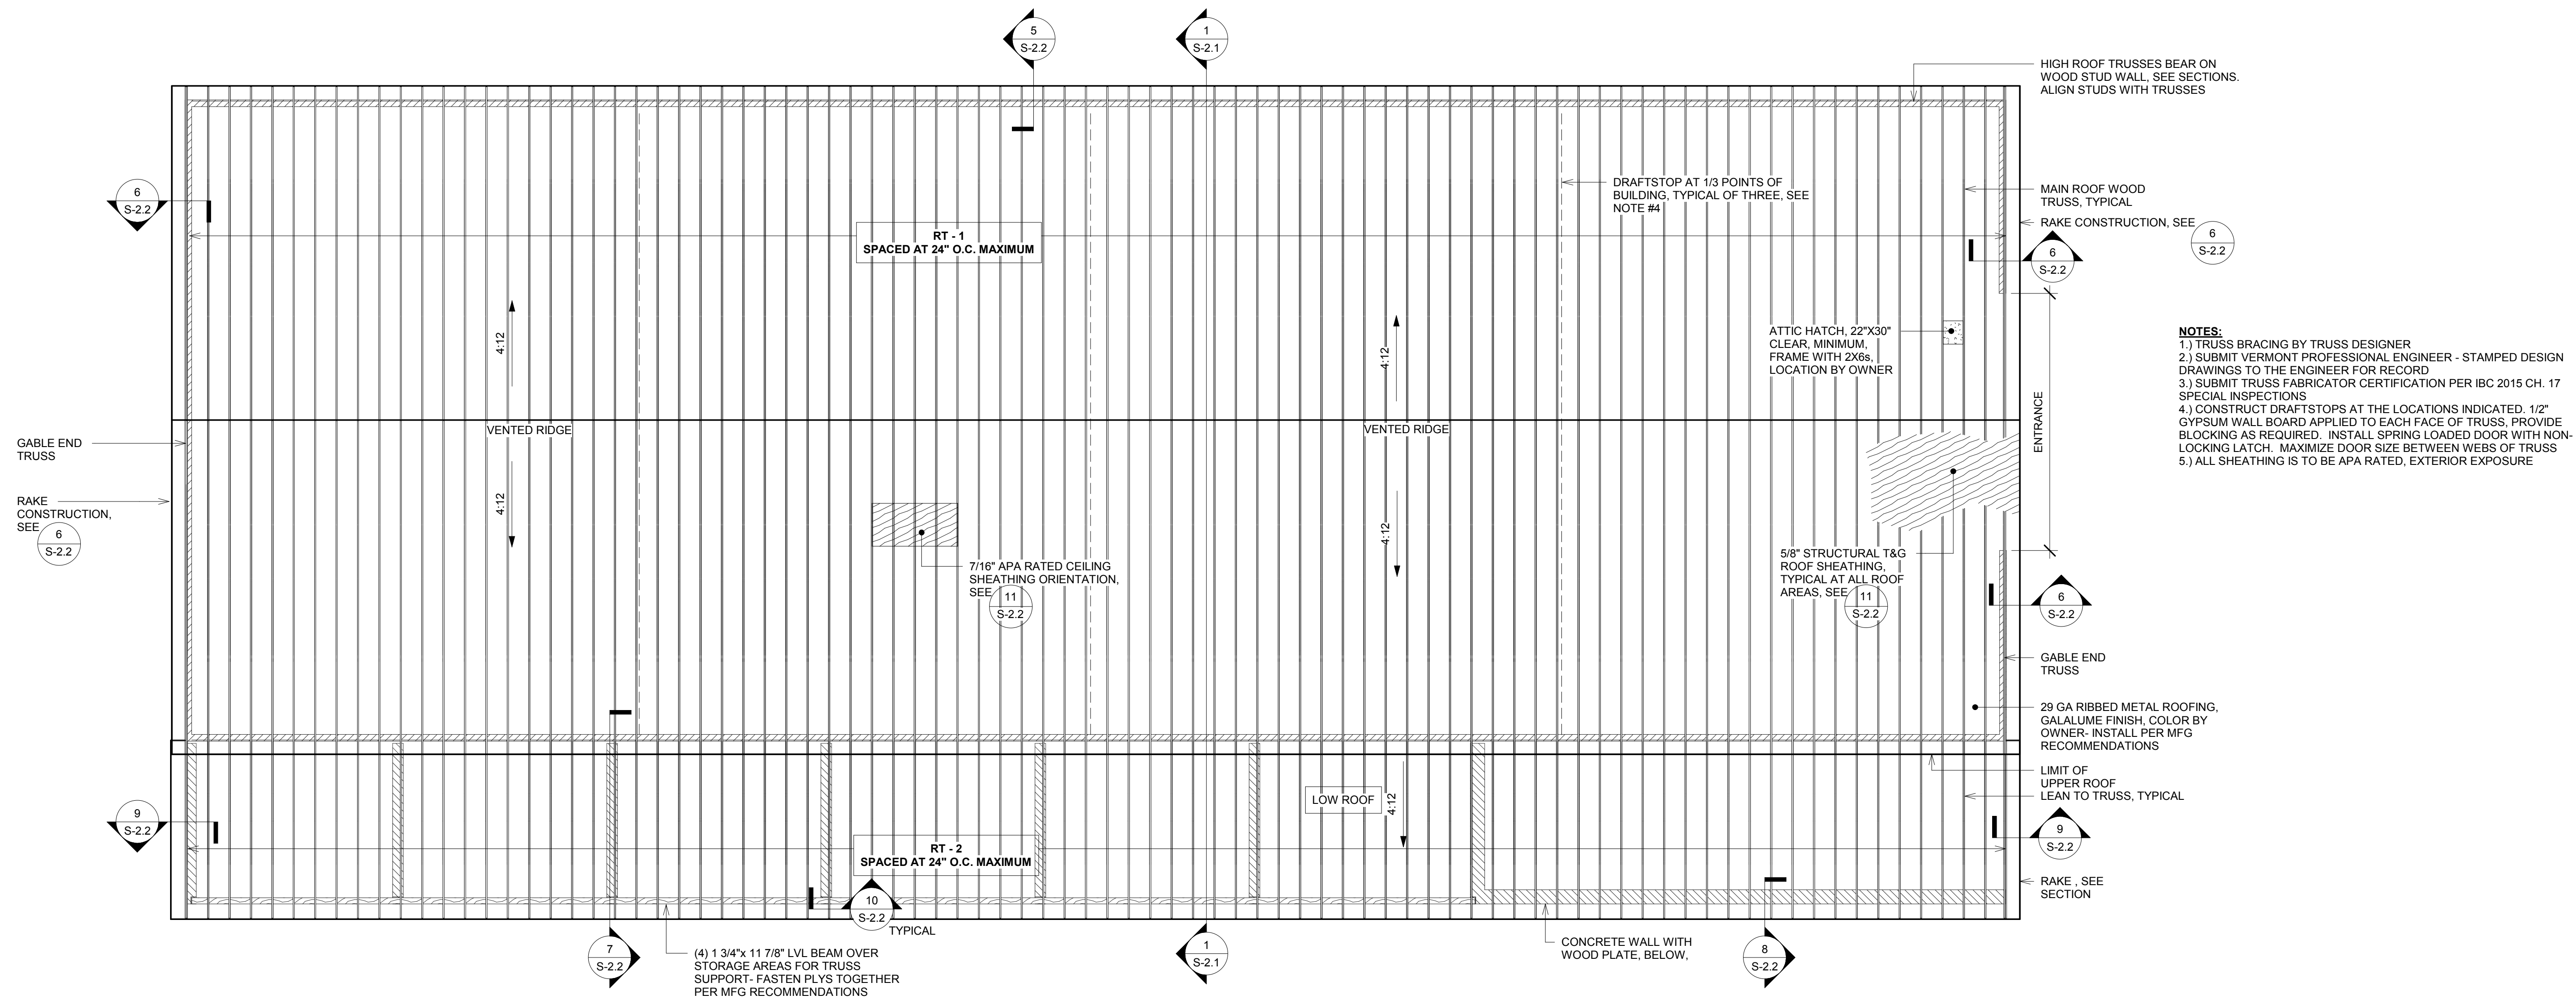 5
S-2.2
1
S-2.1
HIGH ROOF TRUSSES BEAR ON
WOOD STUD WALL, SEE SECTIONS.
ALIGN STUDS WITH TRUSSES
6
S-2.2
DRAFTSTOP AT 1/3 POINTS OF
BUILDING, TYPICAL OF THREE, SEE
NOTE #4
MAIN ROOF WOOD
TRUSS, TYPICAL
RAKE CONSTRUCTION, SEE
6
S-2.2
RT - 1
SPACED AT 24" O.C. MAXIMUM
6
S-2.2
4:12
4:12
ATTIC HATCH, 22"X30"
CLEAR, MINIMUM,
FRAME WITH 2X6s,
LOCATION BY OWNER
NOTES:
1.) TRUSS BRACING BY TRUSS DESIGNER
2.) SUBMIT VERMONT PROFESSIONAL ENGINEER - STAMPED DESIGN
DRAWINGS TO THE ENGINEER FOR RECORD
3.) SUBMIT TRUSS FABRICATOR CERTIFICATION PER IBC 2015 CH. 17
SPECIAL INSPECTIONS
4.) CONSTRUCT DRAFTSTOPS AT THE LOCATIONS INDICATED. 1/2"
GYPSUM WALL BOARD APPLIED TO EACH FACE OF TRUSS, PROVIDE
BLOCKING AS REQUIRED. INSTALL SPRING LOADED DOOR WITH NON-
LOCKING LATCH. MAXIMIZE DOOR SIZE BETWEEN WEBS OF TRUSS
5.) ALL SHEATHING IS TO BE APA RATED, EXTERIOR EXPOSURE
ENTRANCE
VENTED RIDGE
VENTED RIDGE
GABLE END
TRUSS
RAKE
CONSTRUCTION,
SEE
6
S-2.2
4:12
4:12
7/16" APA RATED CEILING
SHEATHING ORIENTATION,
SEE
11
S-2.2
5/8" STRUCTURAL T&G
ROOF SHEATHING,
TYPICAL AT ALL ROOF
AREAS, SEE
11
S-2.2
6
S-2.2
GABLE END
TRUSS
29 GA RIBBED METAL ROOFING,
GALALUME FINISH, COLOR BY
OWNER- INSTALL PER MFG
RECOMMENDATIONS
LIMIT OF
UPPER ROOF
LEAN TO TRUSS, TYPICAL
LOW ROOF
4:12
9
S-2.2
9
S-2.2
RT - 2
SPACED AT 24" O.C. MAXIMUM
RAKE , SEE
SECTION
10
S-2.2
TYPICAL
7
S-2.2
(4) 1 3/4"x 11 7/8" LVL BEAM OVER
STORAGE AREAS FOR TRUSS
SUPPORT- FASTEN PLYS TOGETHER
PER MFG RECOMMENDATIONS
1
S-2.1
CONCRETE WALL WITH
WOOD PLATE, BELOW,
8
S-2.2